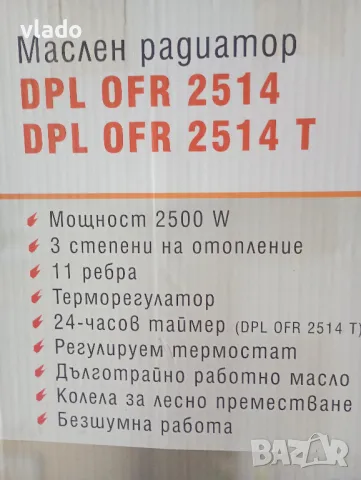 vlado
Маслен радиатор
DPL OFR 2514
DPL OFR 2514 T
Мощност 2500 W
3 степени на отопление
11 ребра
Терморегулатор
24-часов таймер (DPL OFR 2514 T)
Регулируем термостат
Дълготрайно работно масло
Колела за лесно преместване
Безшумна работа
BAZAR